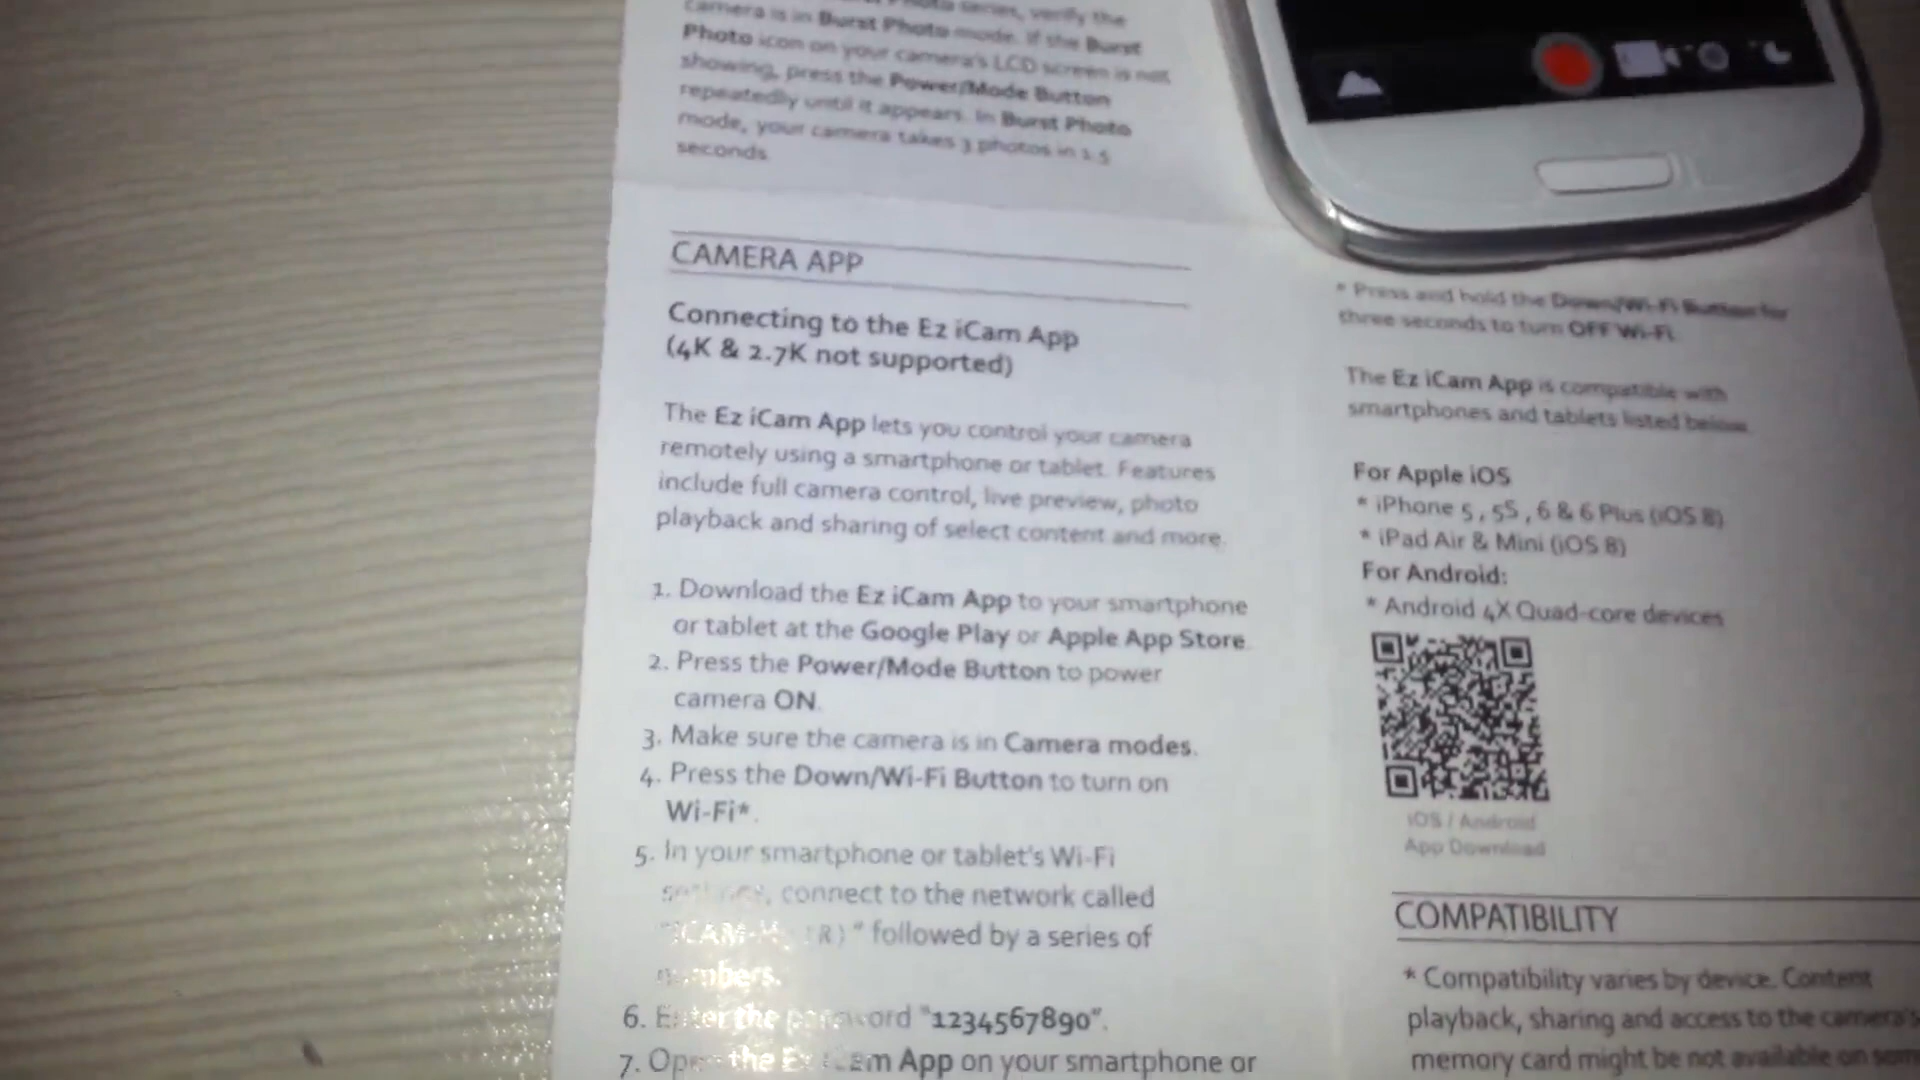 Photo series, verify the
camera is in Burst Photo mode. If the Burst
Photo icon on your camera's LCD screen is not
showing, press the Power/Mode Button
repeatedly until it appears. In Burst Photo
mode, your camera takes 3 photos in 1.5
seconds
CAMERA APP
Connecting to the Ez iCam App
(4K & 2.7K not supported)
The Ez iCam App lets you control your camera
remotely using a smartphone or tablet. Features
include full camera control, live preview, photo
playback and sharing of select content and more.
1. Download the Ez iCam App to your smartphone
or tablet at the Google Play or Apple App Store.
2. Press the Power/Mode Button to power
camera ON.
3. Make sure the camera is in Camera modes.
4. Press the Down/Wi-Fi Button to turn on
Wi-Fi*.
5. In your smartphone or tablet's Wi-Fi
connect to the network called
followed by a series of
numbers.
6. Enter the password "1234567890".
7. Open the Ez iCam App on your smartphone or
* Press and hold the Down/Wi-Fi Button for
three seconds to turn OFF Wi-Fi.
The Ez iCam App is compatible with
smartphones and tablets listed below.
For Apple iOS
* iPhone 5, 5S, 6 & 6 Plus (iOS 8)
* iPad Air & Mini (iOS 8)
For Android:
* Android 4X Quad-core devices
iOS / Android
App Download
COMPATIBILITY
* Compatibility varies by device. Content
playback, sharing and access to the camera's
memory card might be not available on